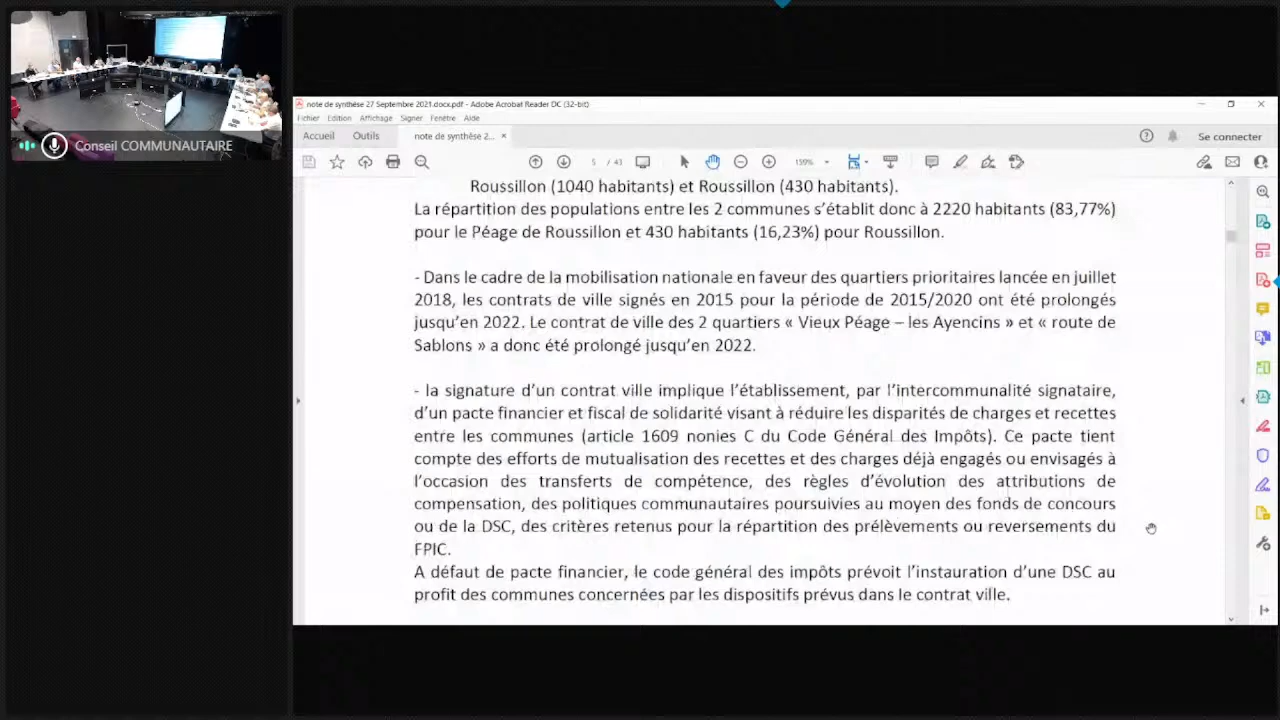 Conseil COMMUNAUTAIRE
note de synthèse 27 Septembre 2021.docx.pdf - Adobe Acrobat Reader DC (32-bit)
Fichier Edition Affichage Signer Fenêtre Aide
Accueil Outils note de synthèse 2... × Se connecter
5 / 43 159%
Roussillon (1040 habitants) et Roussillon (430 habitants).
La répartition des populations entre les 2 communes s’établit donc à 2220 habitants (83,77%)
pour le Péage de Roussillon et 430 habitants (16,23%) pour Roussillon.
- Dans le cadre de la mobilisation nationale en faveur des quartiers prioritaires lancée en juillet
2018, les contrats de ville signés en 2015 pour la période de 2015/2020 ont été prolongés
jusqu’en 2022. Le contrat de ville des 2 quartiers « Vieux Péage – les Ayencins » et « route de
Sablons » a donc été prolongé jusqu’en 2022.
- la signature d’un contrat ville implique l’établissement, par l’intercommunalité signataire,
d’un pacte financier et fiscal de solidarité visant à réduire les disparités de charges et recettes
entre les communes (article 1609 nonies C du Code Général des Impôts). Ce pacte tient
compte des efforts de mutualisation des recettes et des charges déjà engagés ou envisagés à
l’occasion des transferts de compétence, des règles d’évolution des attributions de
compensation, des politiques communautaires poursuivies au moyen des fonds de concours
ou de la DSC, des critères retenus pour la répartition des prélèvements ou reversements du
FPIC.
A défaut de pacte financier, le code général des impôts prévoit l’instauration d’une DSC au
profit des communes concernées par les dispositifs prévus dans le contrat ville.